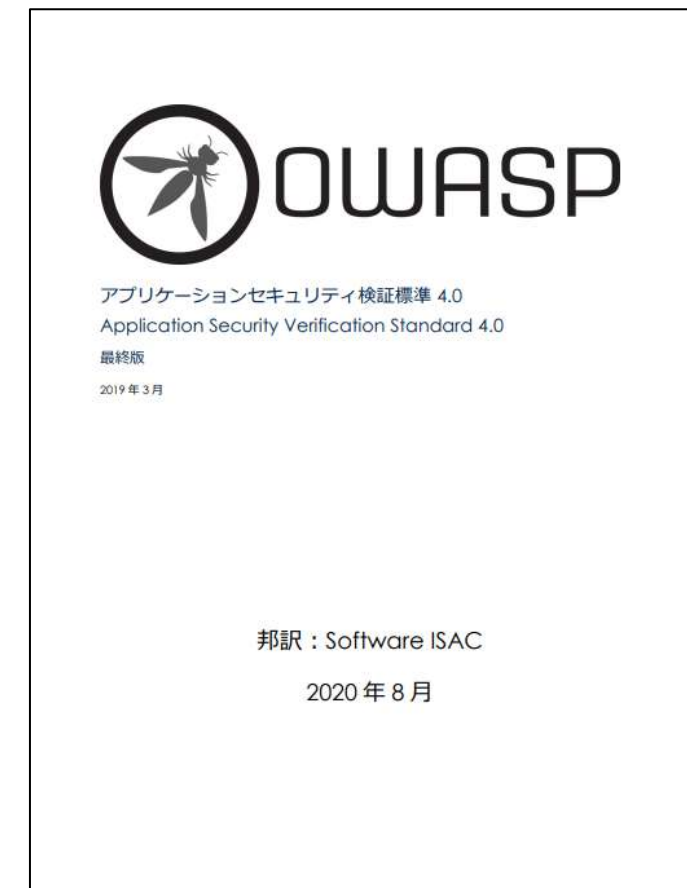 OWASP
アプリケーションセキュリティ検証標準 4.0
Application Security Verification Standard 4.0
最終版
2019 年 3 月
邦訳：Software ISAC
2020 年 8 月